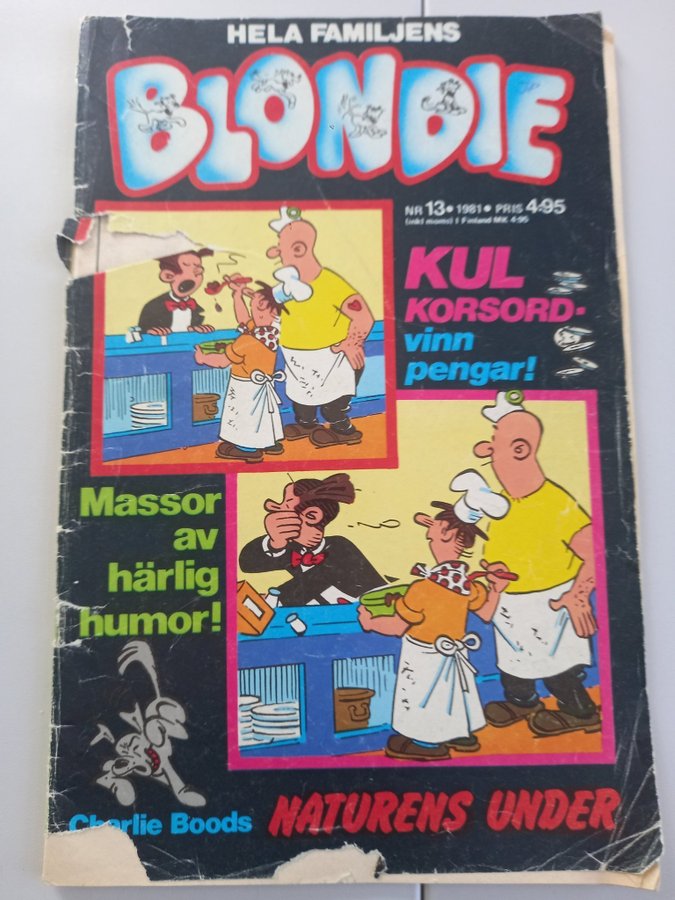 HELA FAMILJENS
BLONDIE
NR 13 • 1981 • PRIS 4:95
(inkl moms) I Finland MK 4:95
KUL
KORSORD-
vinn
pengar!
Massor
av
härlig
humor!
Charlie Boods
NATURENS UNDER